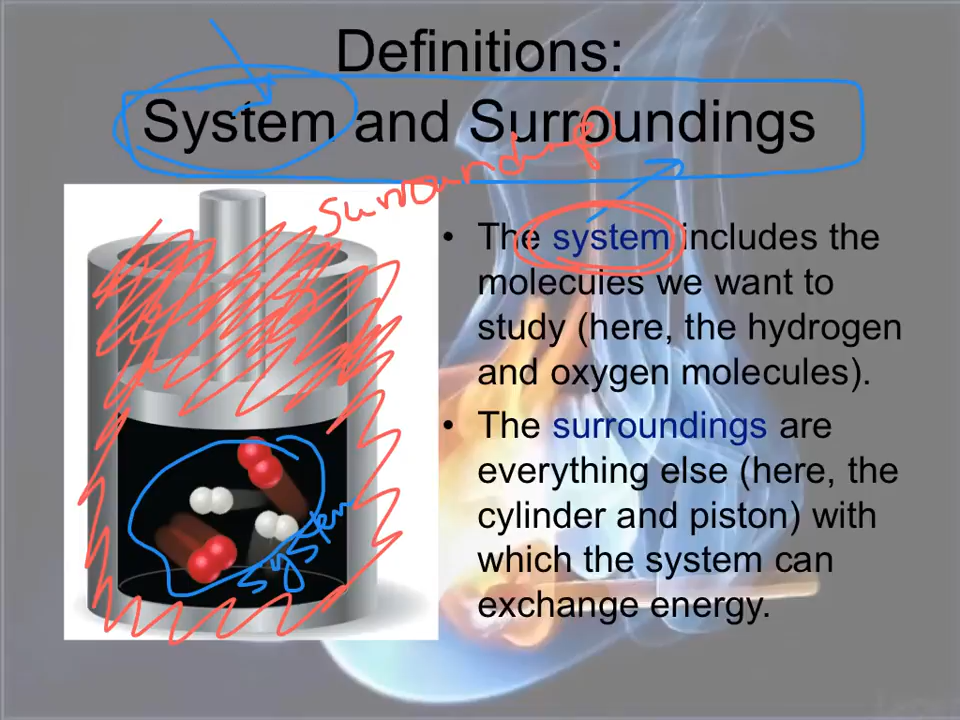 Definitions:
System and Surroundings
surroundings
• The system includes the
molecules we want to
study (here, the hydrogen
and oxygen molecules).
• The surroundings are
everything else (here, the
cylinder and piston) with
which the system can
exchange energy.
system